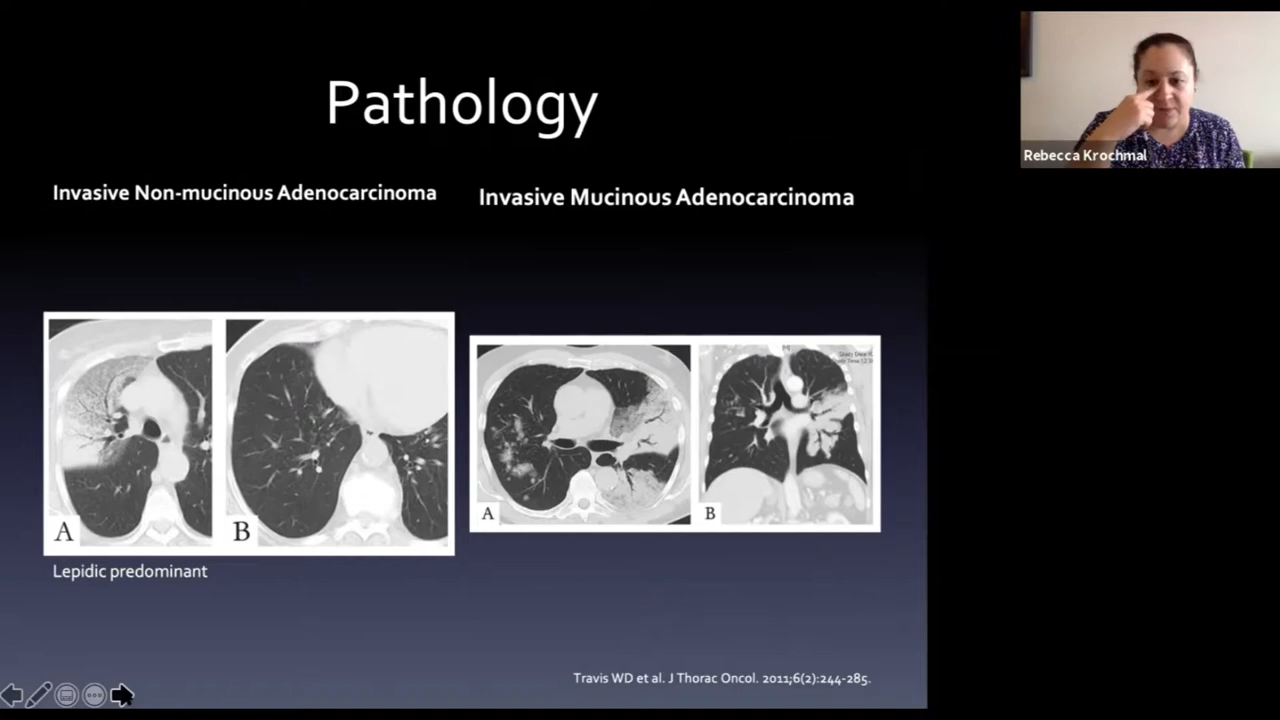 Pathology
Rebecca Krochmal
Invasive Non-mucinous Adenocarcinoma
Invasive Mucinous Adenocarcinoma
A
B
A
B
Lepidic predominant
Travis WD et al. J Thorac Oncol. 2011;6(2):244-285.